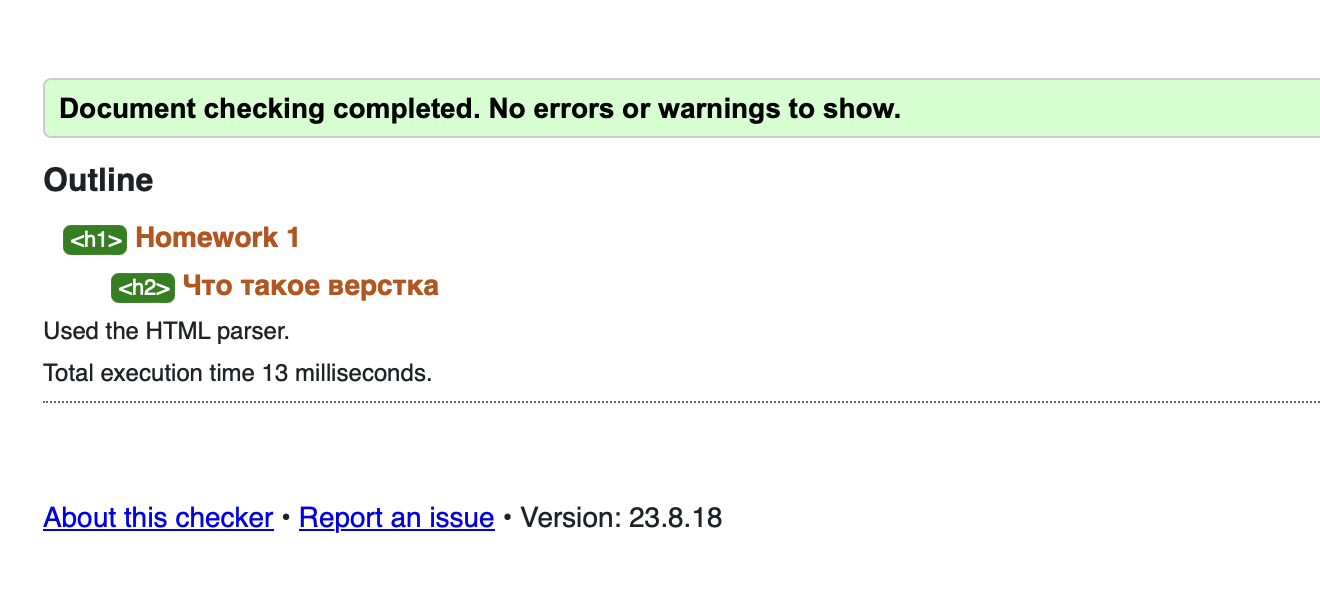 Document checking completed. No errors or warnings to show.
Outline
<h1> Homework 1
<h2> Что такое верстка
Used the HTML parser.
Total execution time 13 milliseconds.
About this checker • Report an issue • Version: 23.8.18